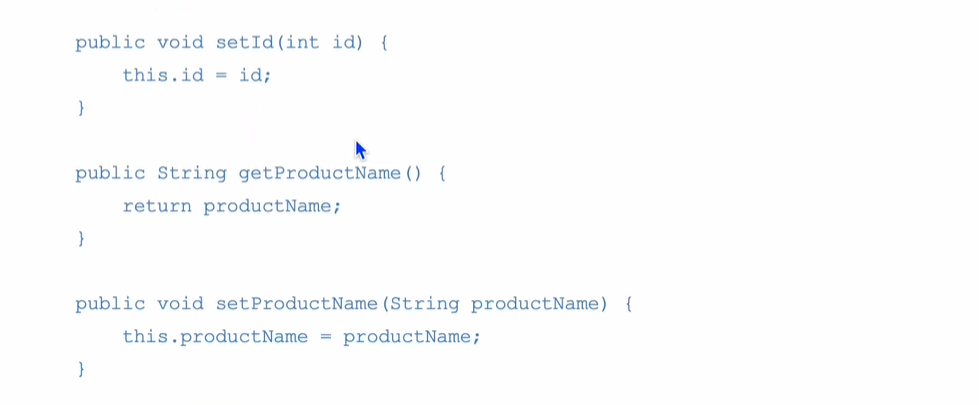 public void setId(int id) {
    this.id = id;
}
public String getProductName() {
    return productName;
}
public void setProductName(String productName) {
    this.productName = productName;
}